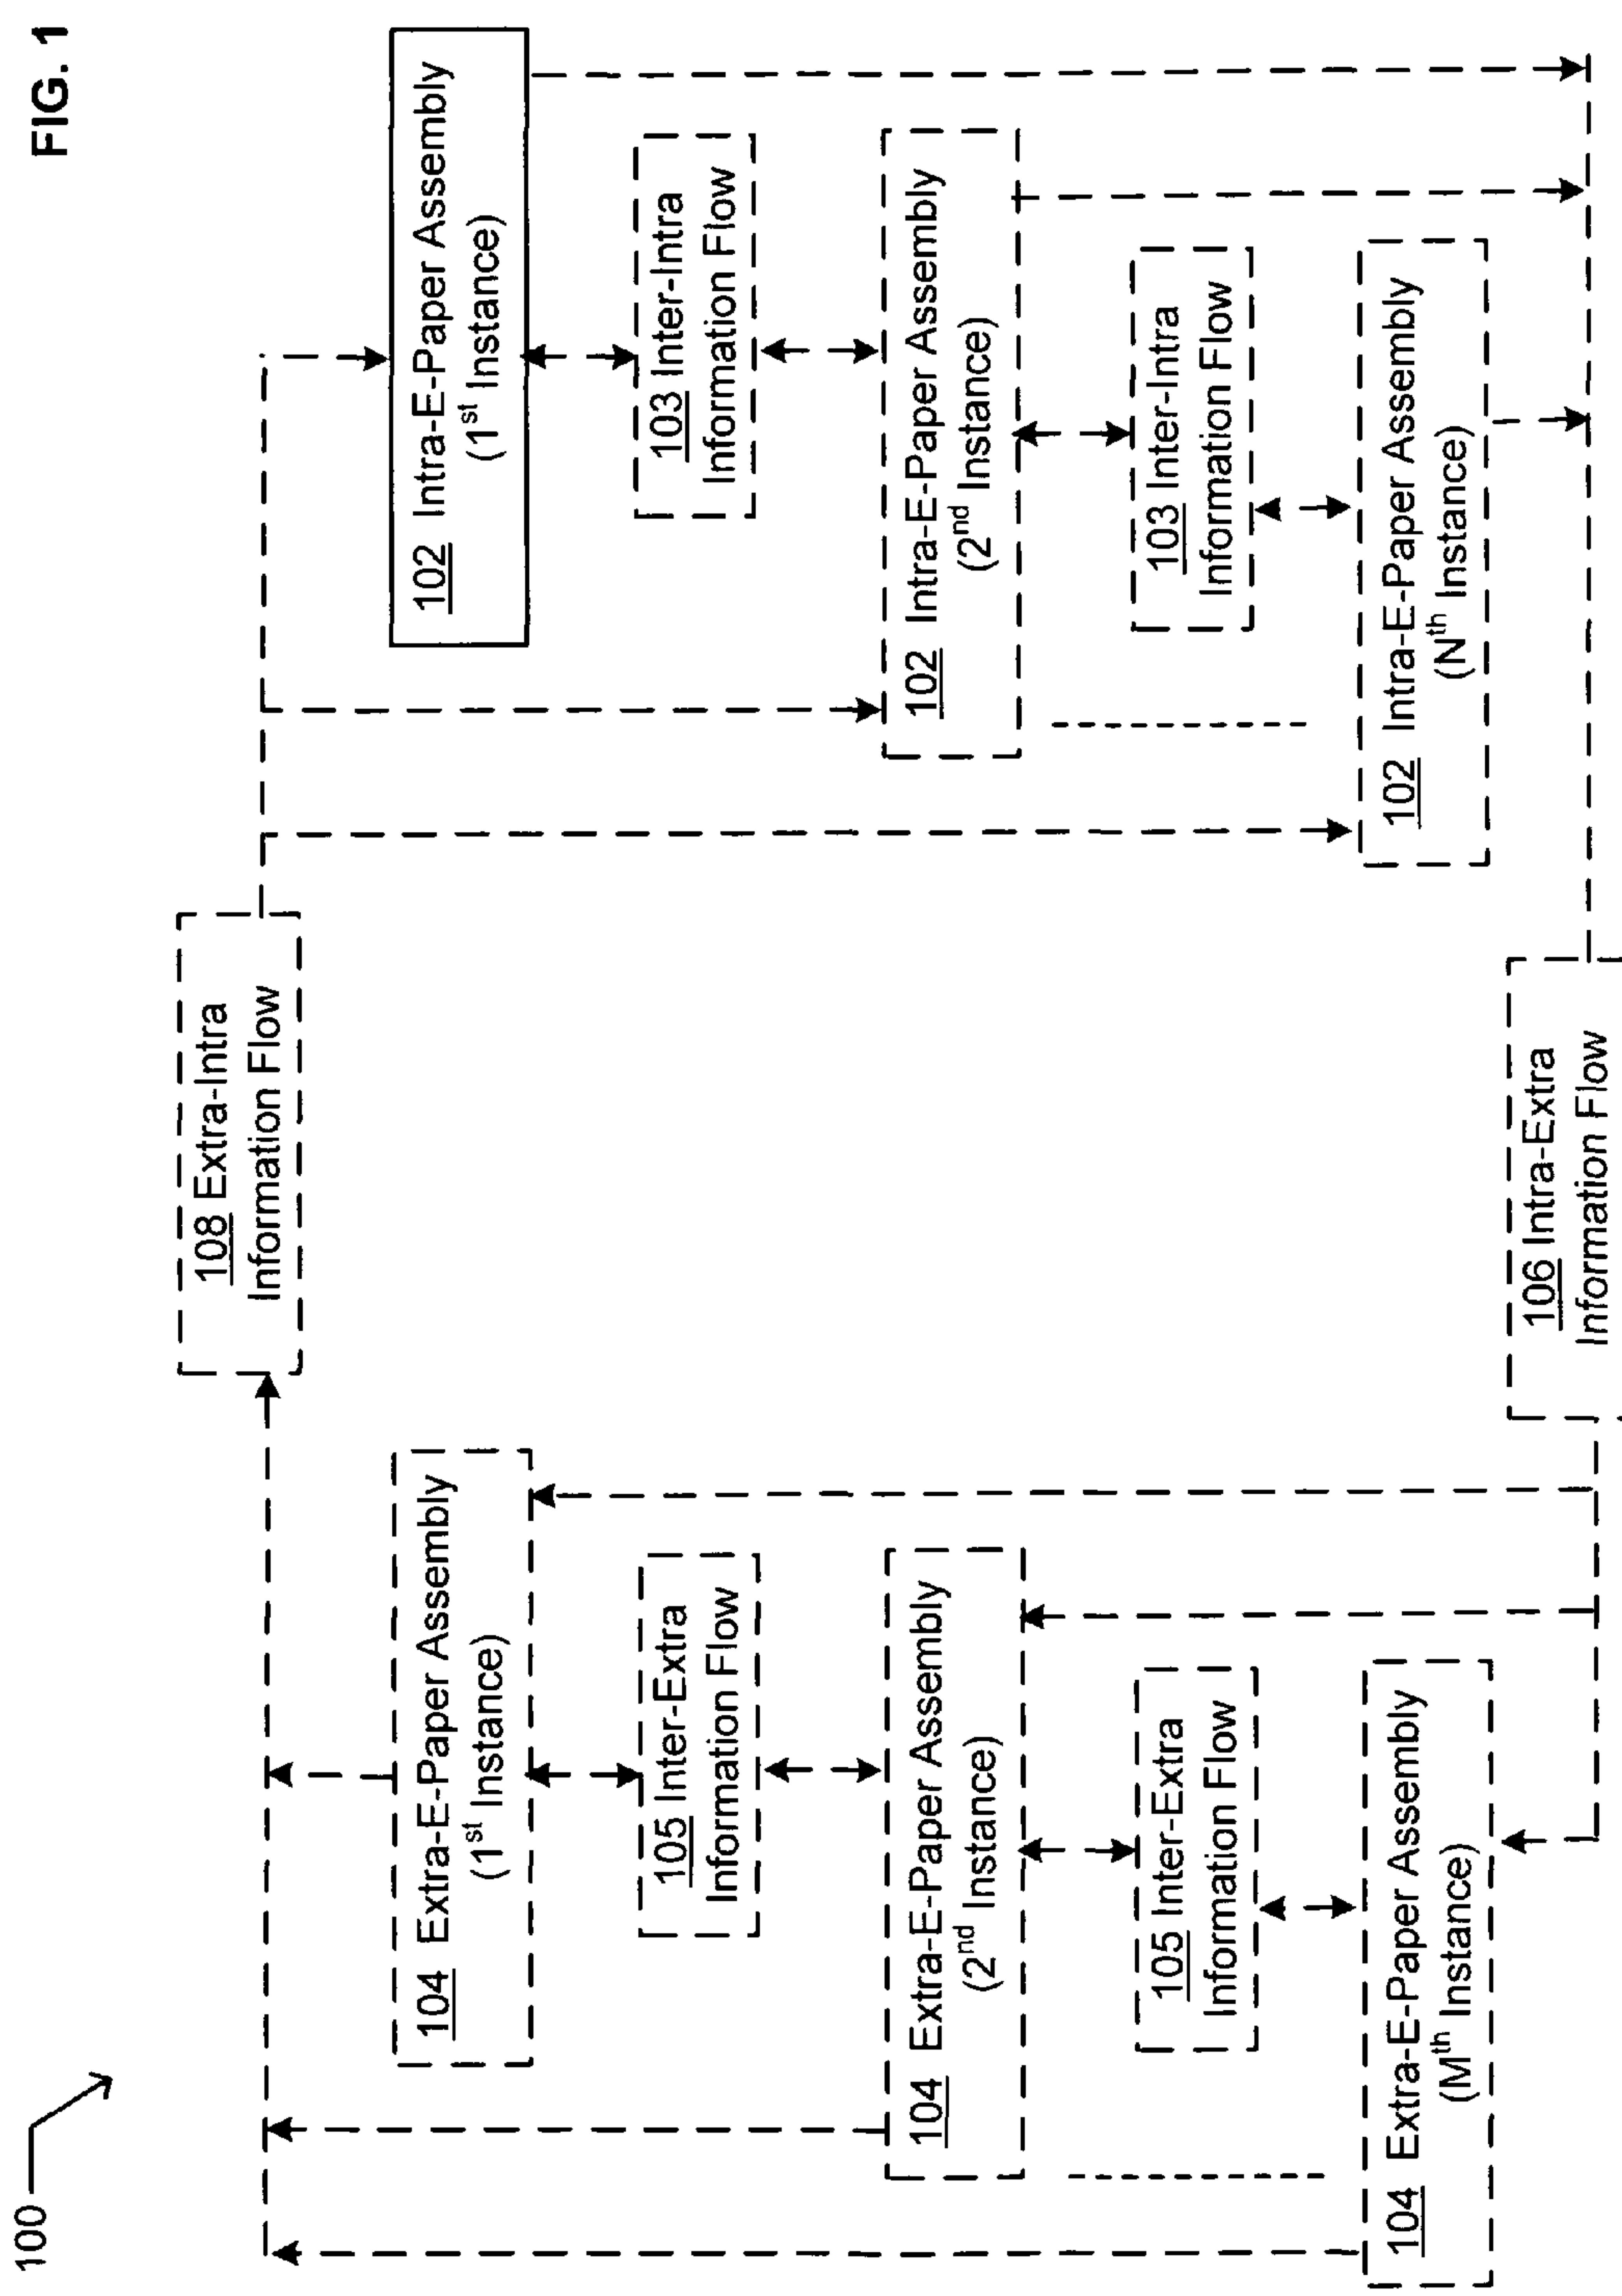 FIG. 1
100
108 Extra-Intra
Information Flow
104 Extra-E-Paper Assembly
(1st Instance)
102 Intra-E-Paper Assembly
(1st Instance)
105 Inter-Extra
Information Flow
103 Inter-Intra
Information Flow
104 Extra-E-Paper Assembly
(2nd Instance)
102 Intra-E-Paper Assembly
(2nd Instance)
105 Inter-Extra
Information Flow
103 Inter-Intra
Information Flow
104 Extra-E-Paper Assembly
(Mth Instance)
102 Intra-E-Paper Assembly
(Nth Instance)
106 Intra-Extra
Information Flow